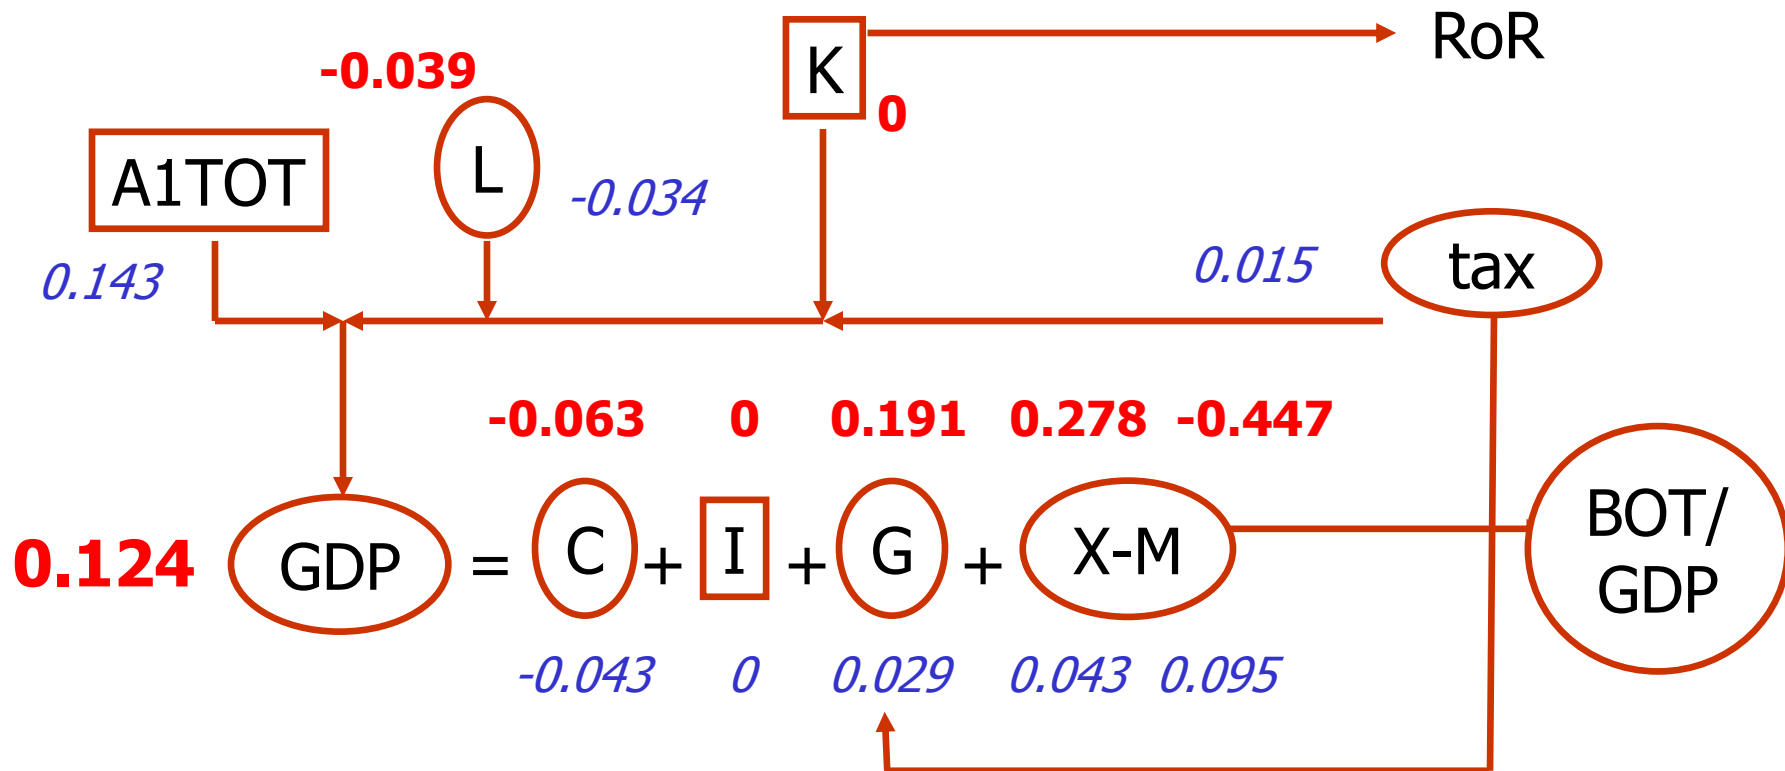 RoR
-0.039
K
0
A1TOT
L
-0.034
0.143
0.015
tax
-0.063 0 0.191 0.278 -0.447
0.124 GDP = C + I + G + X-M
BOT/
GDP
-0.043 0 0.029 0.043 0.095